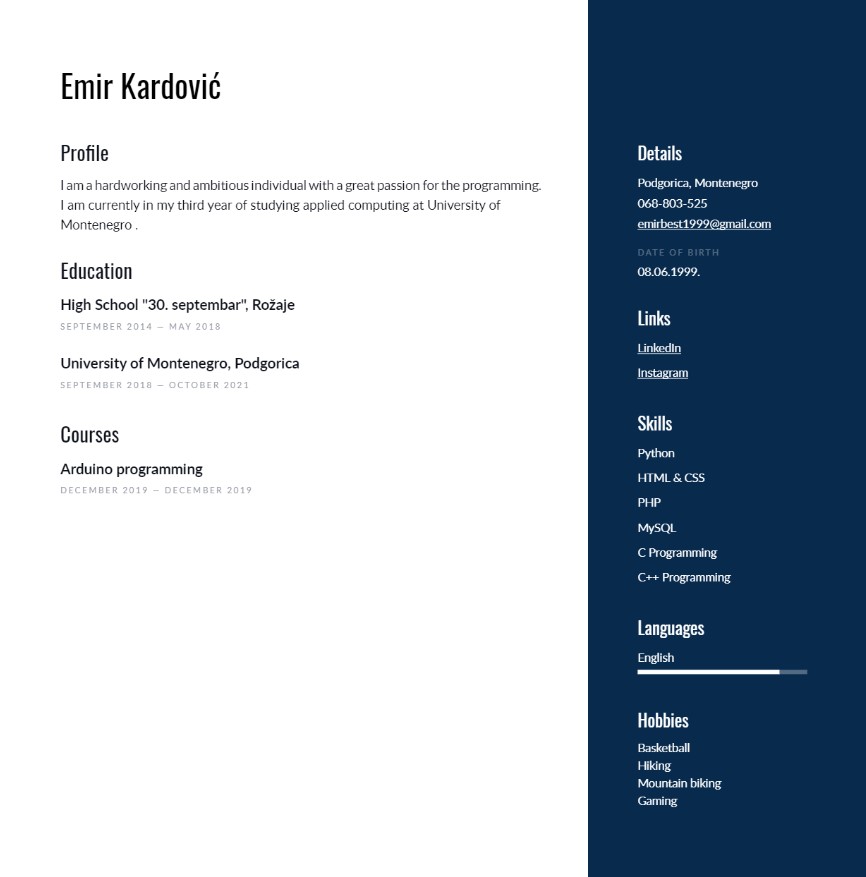 Emir Kardović
Profile
I am a hardworking and ambitious individual with a great passion for the programming.
I am currently in my third year of studying applied computing at University of
Montenegro .
Education
High School "30. septembar", Rožaje
SEPTEMBER 2014 — MAY 2018
University of Montenegro, Podgorica
SEPTEMBER 2018 — OCTOBER 2021
Courses
Arduino programming
DECEMBER 2019 — DECEMBER 2019
Details
Podgorica, Montenegro
068-803-525
emirbest1999@gmail.com
DATE OF BIRTH
08.06.1999.
Links
LinkedIn
Instagram
Skills
Python
HTML & CSS
PHP
MySQL
C Programming
C++ Programming
Languages
English
Hobbies
Basketball
Hiking
Mountain biking
Gaming